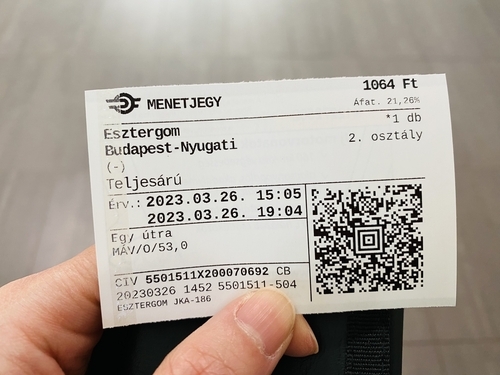 MENETJEGY
1064 Ft
Áfat. 21,26%
Esztergom
*1 db
Budapest-Nyugati
2. osztály
(-)
Teljesárú
Érv.: 2023.03.26. 15:05
2023.03.26. 19:04
Egy útra
MÁV/O/53,0
CIV 5501511X200070692 CB
20230326 1452 5501511-504
ESZTERGOM JKA-186